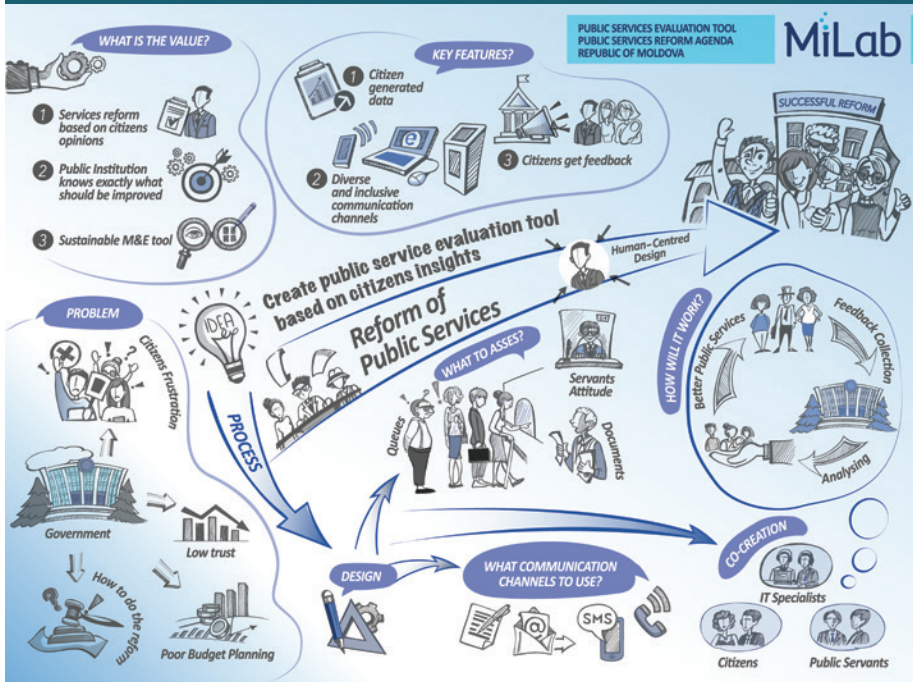 WHAT IS THE VALUE?
1
Services reform
based on citizens
opinions
2
Public Institution
knows exactly what
should be improved
3
Sustainable M&E tool
KEY FEATURES?
1
Citizen
generated
data
2
Diverse
and inclusive
communication
channels
3
Citizens get feedback
PUBLIC SERVICES EVALUATION TOOL
PUBLIC SERVICES REFORM AGENDA
REPUBLIC OF MOLDOVA
MiLab
SUCCESSFUL REFORM
Create public service evaluation tool
based on citizens insights
Human-Centred
Design
IDEA
Reform of
Public Services
PROBLEM
Citizens Frustration
Government
Low trust
How to do the
reform
Poor Budget Planning
PROCESS
WHAT TO ASSES?
Queues
Servants
Attitude
Documents
HOW WILL IT WORK?
Better Public Services
Feedback
Collection
Analysing
DESIGN
WHAT COMMUNICATION
CHANNELS TO USE?
@
SMS
CO-CREATION
IT Specialists
Citizens
Public Servants